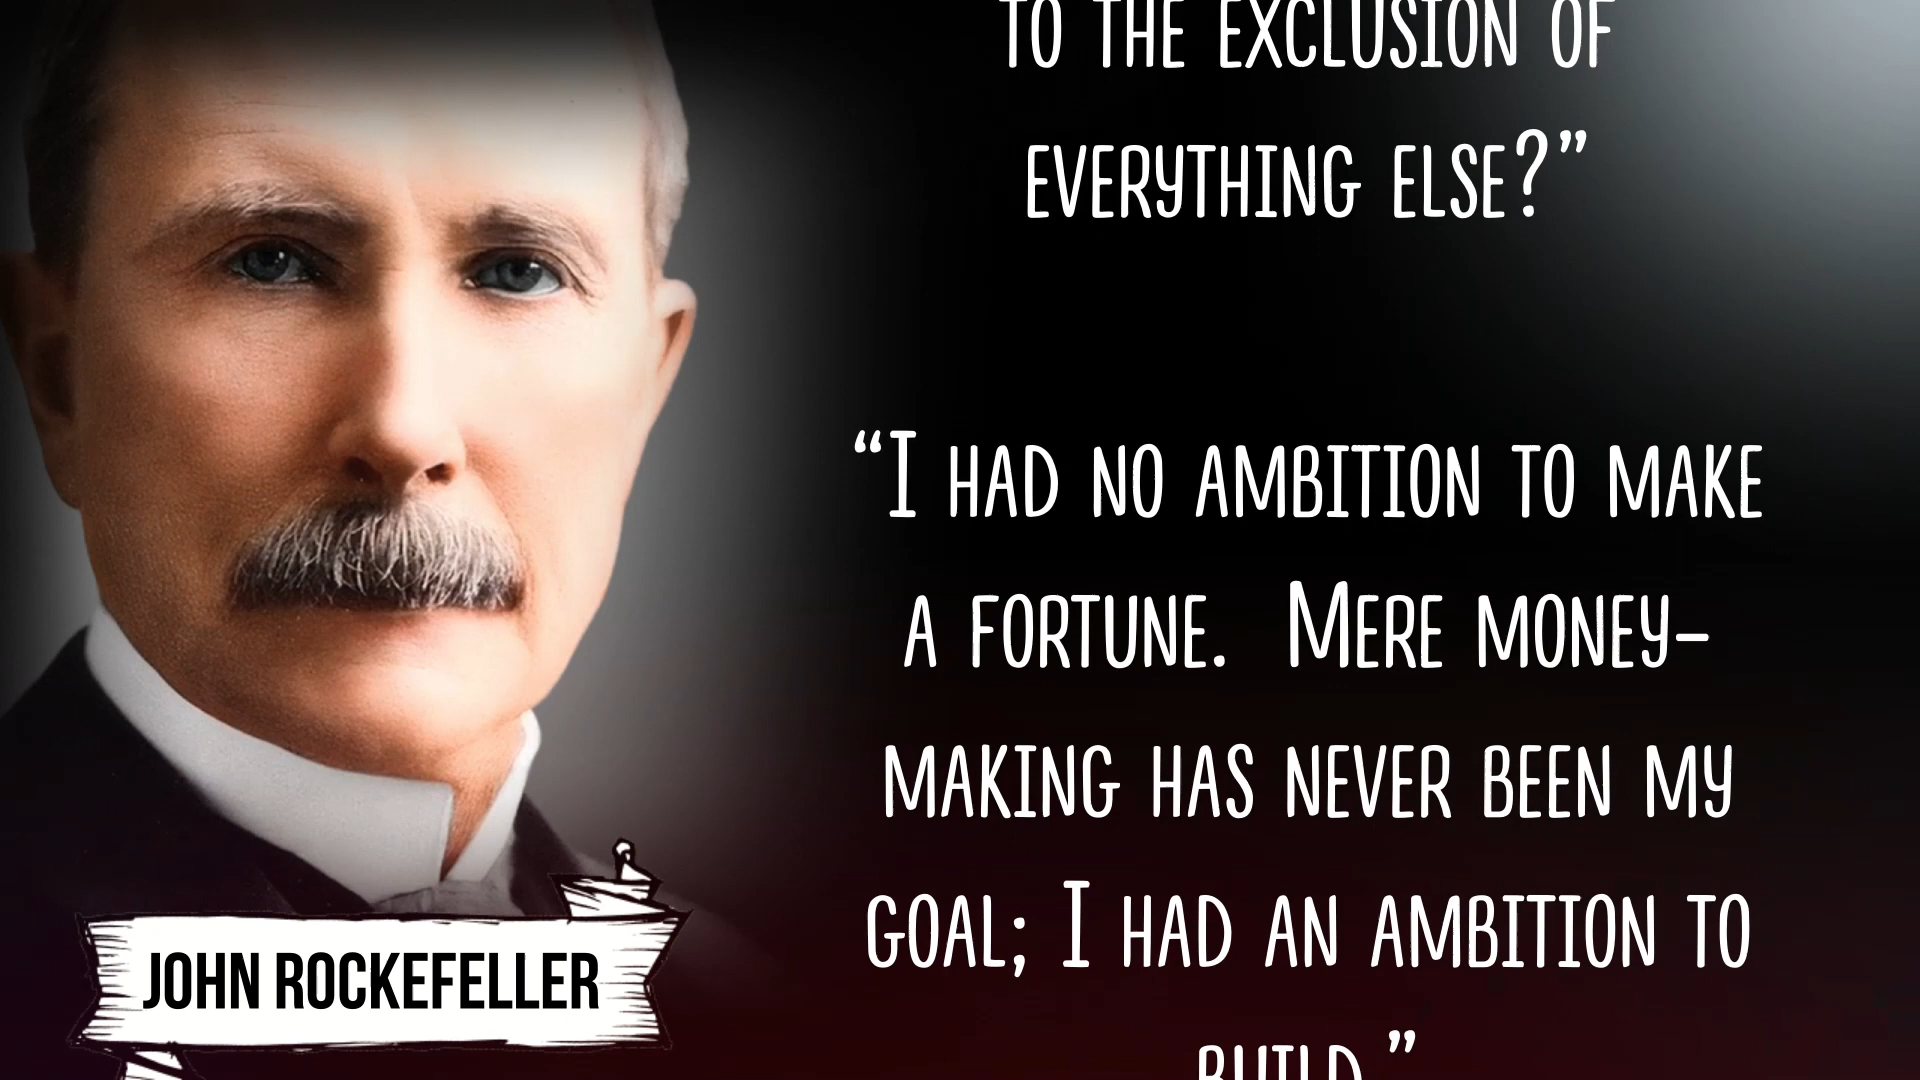 TO THE EXCLUSION OF
EVERYTHING ELSE?”
“I HAD NO AMBITION TO MAKE
A FORTUNE. MERE MONEY-
MAKING HAS NEVER BEEN MY
GOAL; I HAD AN AMBITION TO
BUILD.”
JOHN ROCKEFELLER